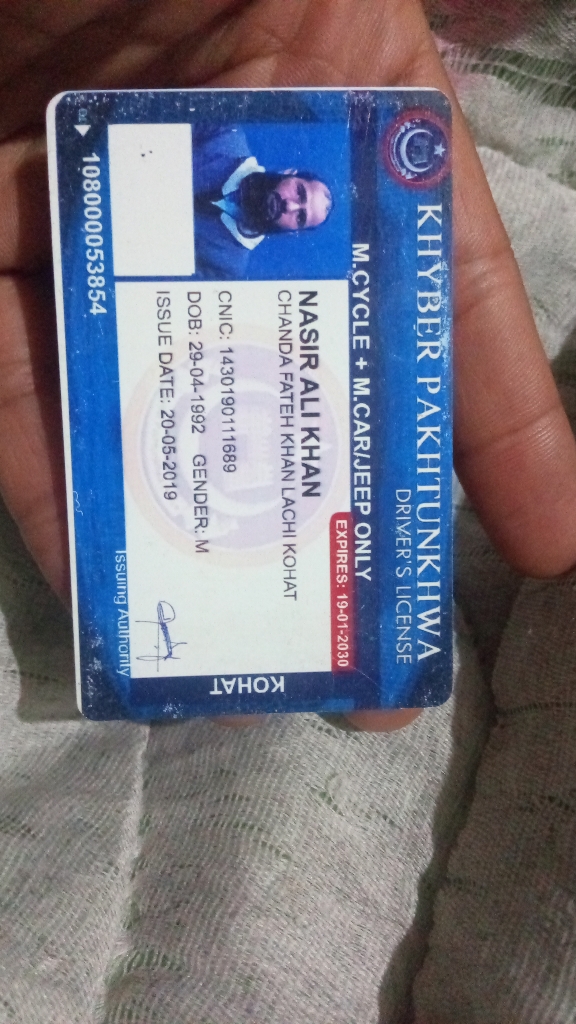 KHYBER PAKHTUNKHWA
DRIVER'S LICENSE
M.CYCLE + M.CAR/JEEP ONLY
EXPIRES: 19-01-2030
NASIR ALI KHAN
CHANDA FATEH KHAN LACHI KOHAT
CNIC: 1430190111689
DOB: 29-04-1992 GENDER: M
ISSUE DATE: 20-05-2019
KOHAT
Issuing Authority
108000053854